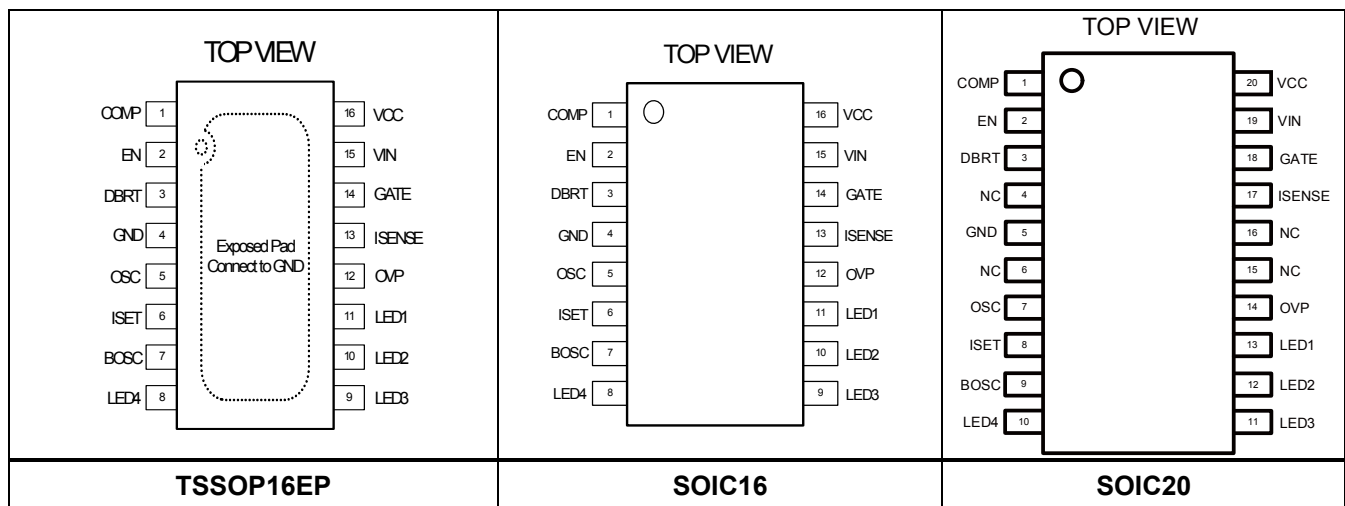 TOP VIEW
COMP 1 16 VCC
EN 2 15 VIN
DBRT 3 14 GATE
GND 4 13 ISENSE
OSC 5 12 OVP
ISET 6 11 LED1
BOSC 7 10 LED2
LED4 8 9 LED3
Exposed Pad
Connect to GND
TSSOP16EP
TOP VIEW
COMP 1 16 VCC
EN 2 15 VIN
DBRT 3 14 GATE
GND 4 13 ISENSE
OSC 5 12 OVP
ISET 6 11 LED1
BOSC 7 10 LED2
LED4 8 9 LED3
SOIC16
TOP VIEW
COMP 1 20 VCC
EN 2 19 VIN
DBRT 3 18 GATE
NC 4 17 ISENSE
GND 5 16 NC
NC 6 15 NC
OSC 7 14 OVP
ISET 8 13 LED1
BOSC 9 12 LED2
LED4 10 11 LED3
SOIC20